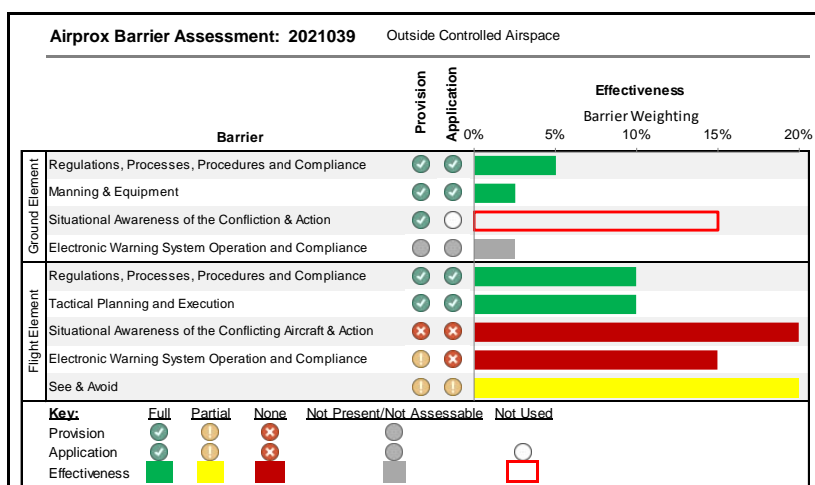 Airprox Barrier Assessment: 2021039 Outside Controlled Airspace
Barrier Provision Application Effectiveness
Barrier Weighting
0% 5% 10% 15% 20%
Ground Element
Regulations, Processes, Procedures and Compliance
Manning & Equipment
Situational Awareness of the Confliction & Action
Electronic Warning System Operation and Compliance
Flight Element
Regulations, Processes, Procedures and Compliance
Tactical Planning and Execution
Situational Awareness of the Conflicting Aircraft & Action
Electronic Warning System Operation and Compliance
See & Avoid
Key: Full Partial None Not Present/Not Assessable Not Used
Provision
Application
Effectiveness